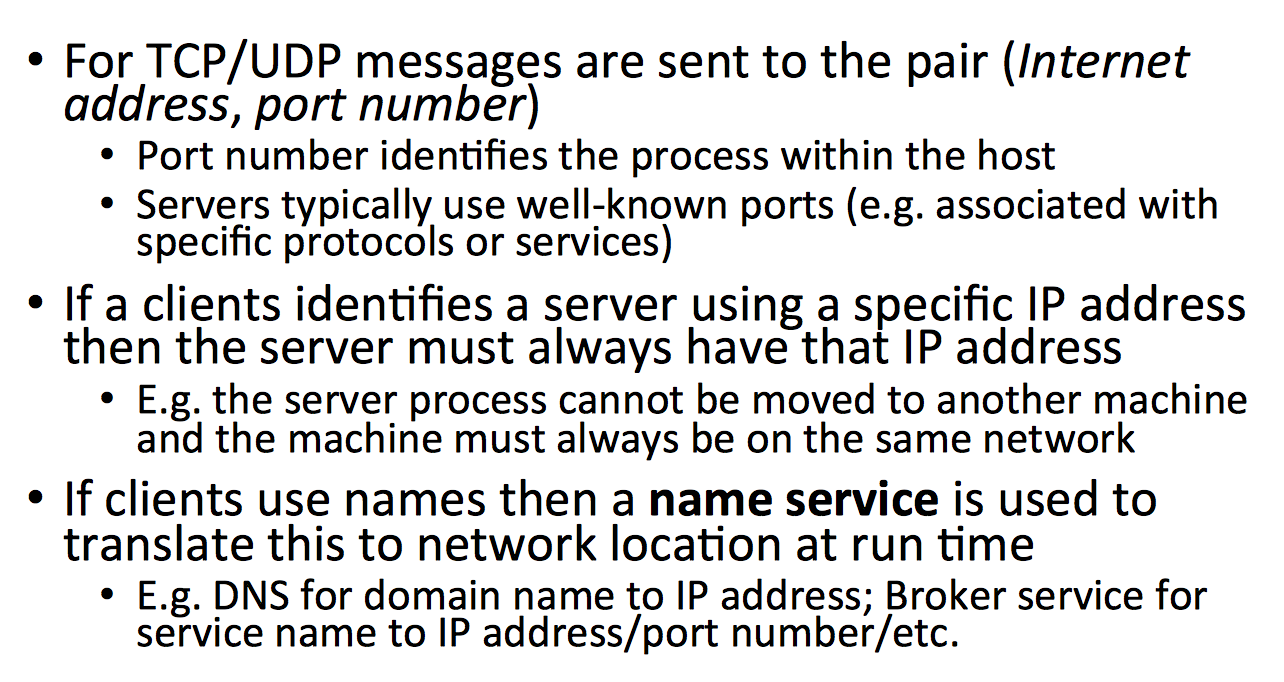 • For TCP/UDP messages are sent to the pair (Internet
address, port number)
• Port number identifies the process within the host
• Servers typically use well-known ports (e.g. associated with
specific protocols or services)
• If a clients identifies a server using a specific IP address
then the server must always have that IP address
• E.g. the server process cannot be moved to another machine
and the machine must always be on the same network
• If clients use names then a name service is used to
translate this to network location at run time
• E.g. DNS for domain name to IP address; Broker service for
service name to IP address/port number/etc.